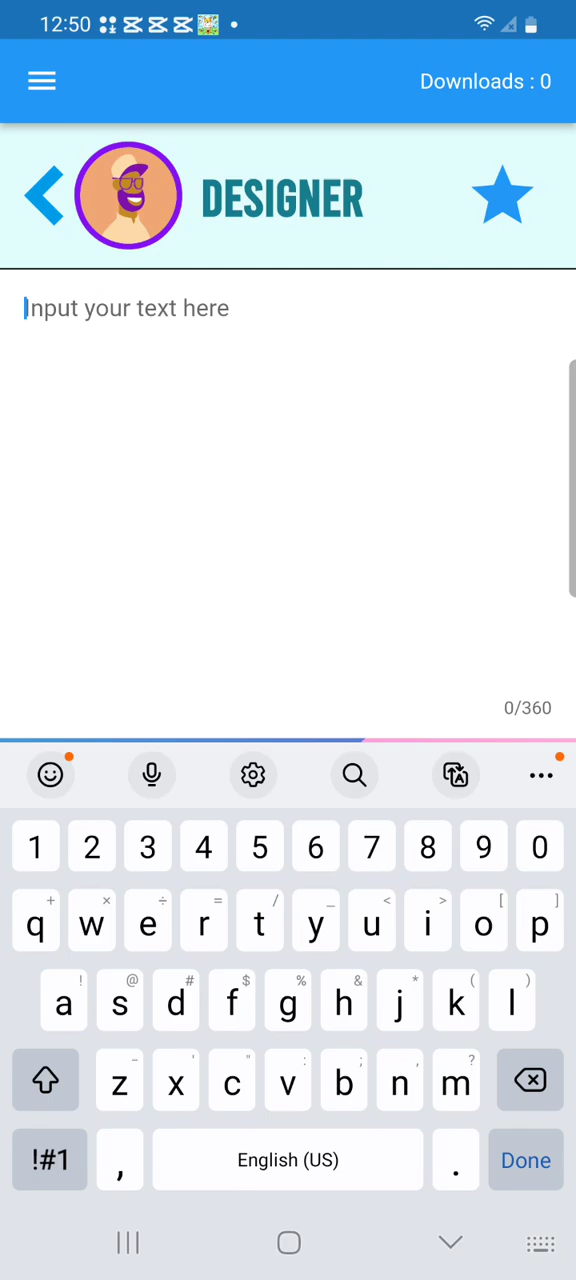 12:50
Downloads : 0
DESIGNER
Input your text here
0/360
1 2 3 4 5 6 7 8 9 0
+ × ÷ = / _ < > [ ]
q w e r t y u i o p
! @ # $ % & * ( )
a s d f g h j k l
- ' " : ; , ?
z x c v b n m
!#1 , English (US) . Done